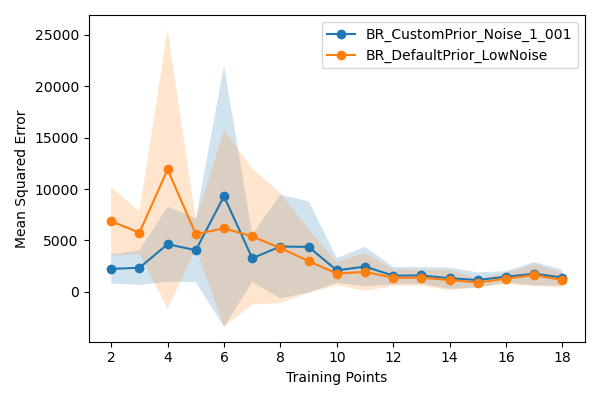 25000
20000
15000
10000
5000
0
Mean Squared Error
BR_CustomPrior_Noise_1_001
BR_DefaultPrior_LowNoise
2 4 6 8 10 12 14 16 18
Training Points